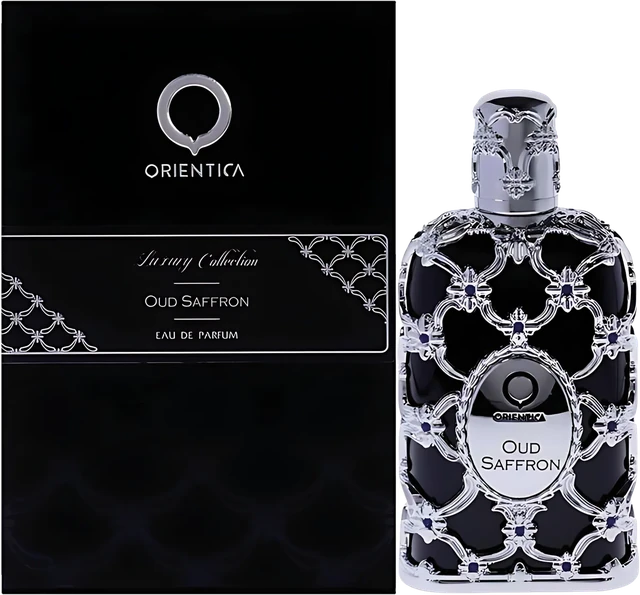 ORIENTICA
Luxury Collection
OUD SAFFRON
EAU DE PARFUM
ORIENTICA
OUD
SAFFRON